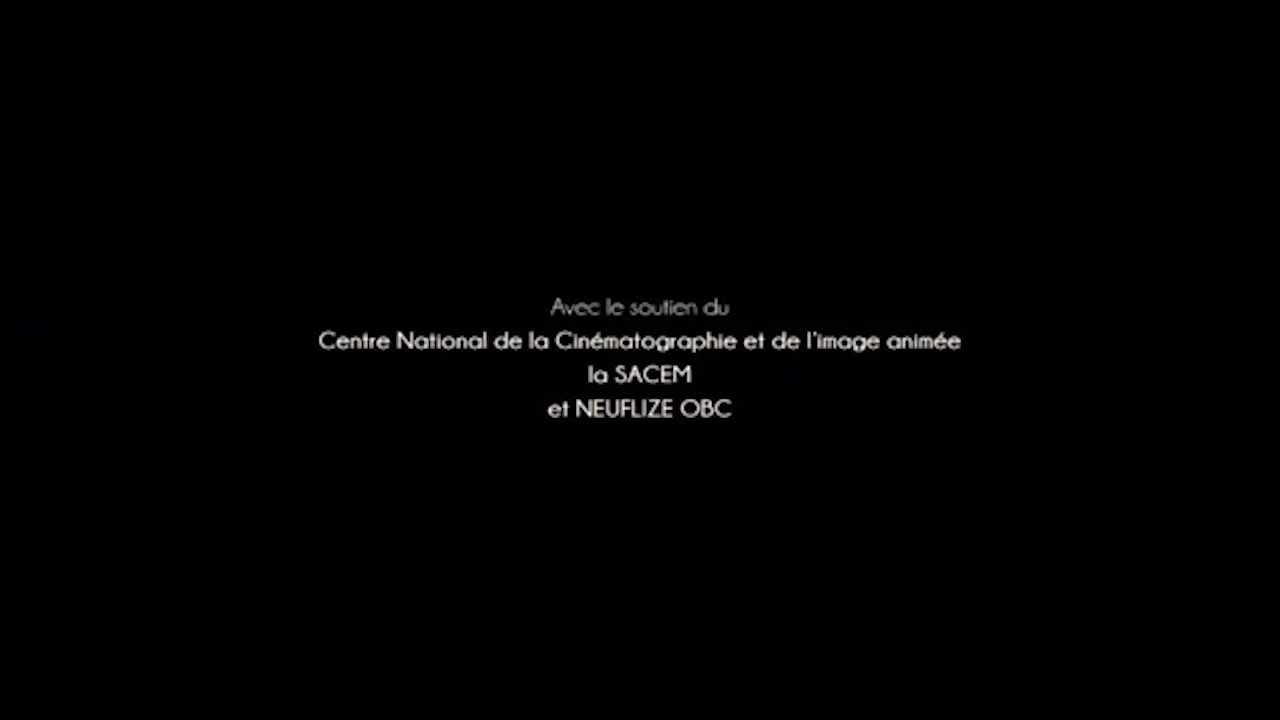 Avec le soutien du
Centre National de la Cinématographie et de l'image animée
la SACEM
et NEUFLIZE OBC